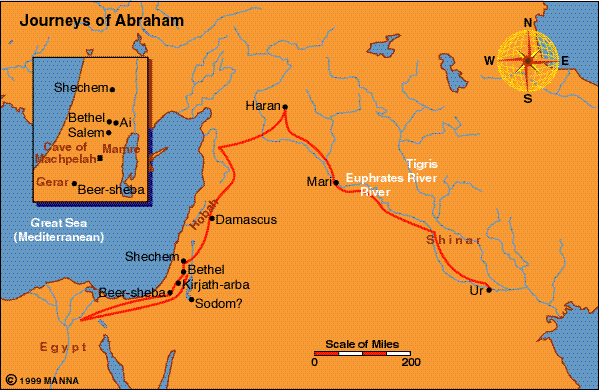 Journeys of Abraham
N
W E
S
Shechem
Bethel
Ai
Salem
Cave of
Machpelah
Mamre
Gerar
Beer-sheba
Great Sea
(Mediterranean)
Haran
Mari
Euphrates
River
Tigris
River
Hobah
Damascus
Shinar
Shechem
Bethel
Kirjath-arba
Beer-sheba
Sodom?
Ur
Egypt
Scale of Miles
0 200
© 1999 MANNA